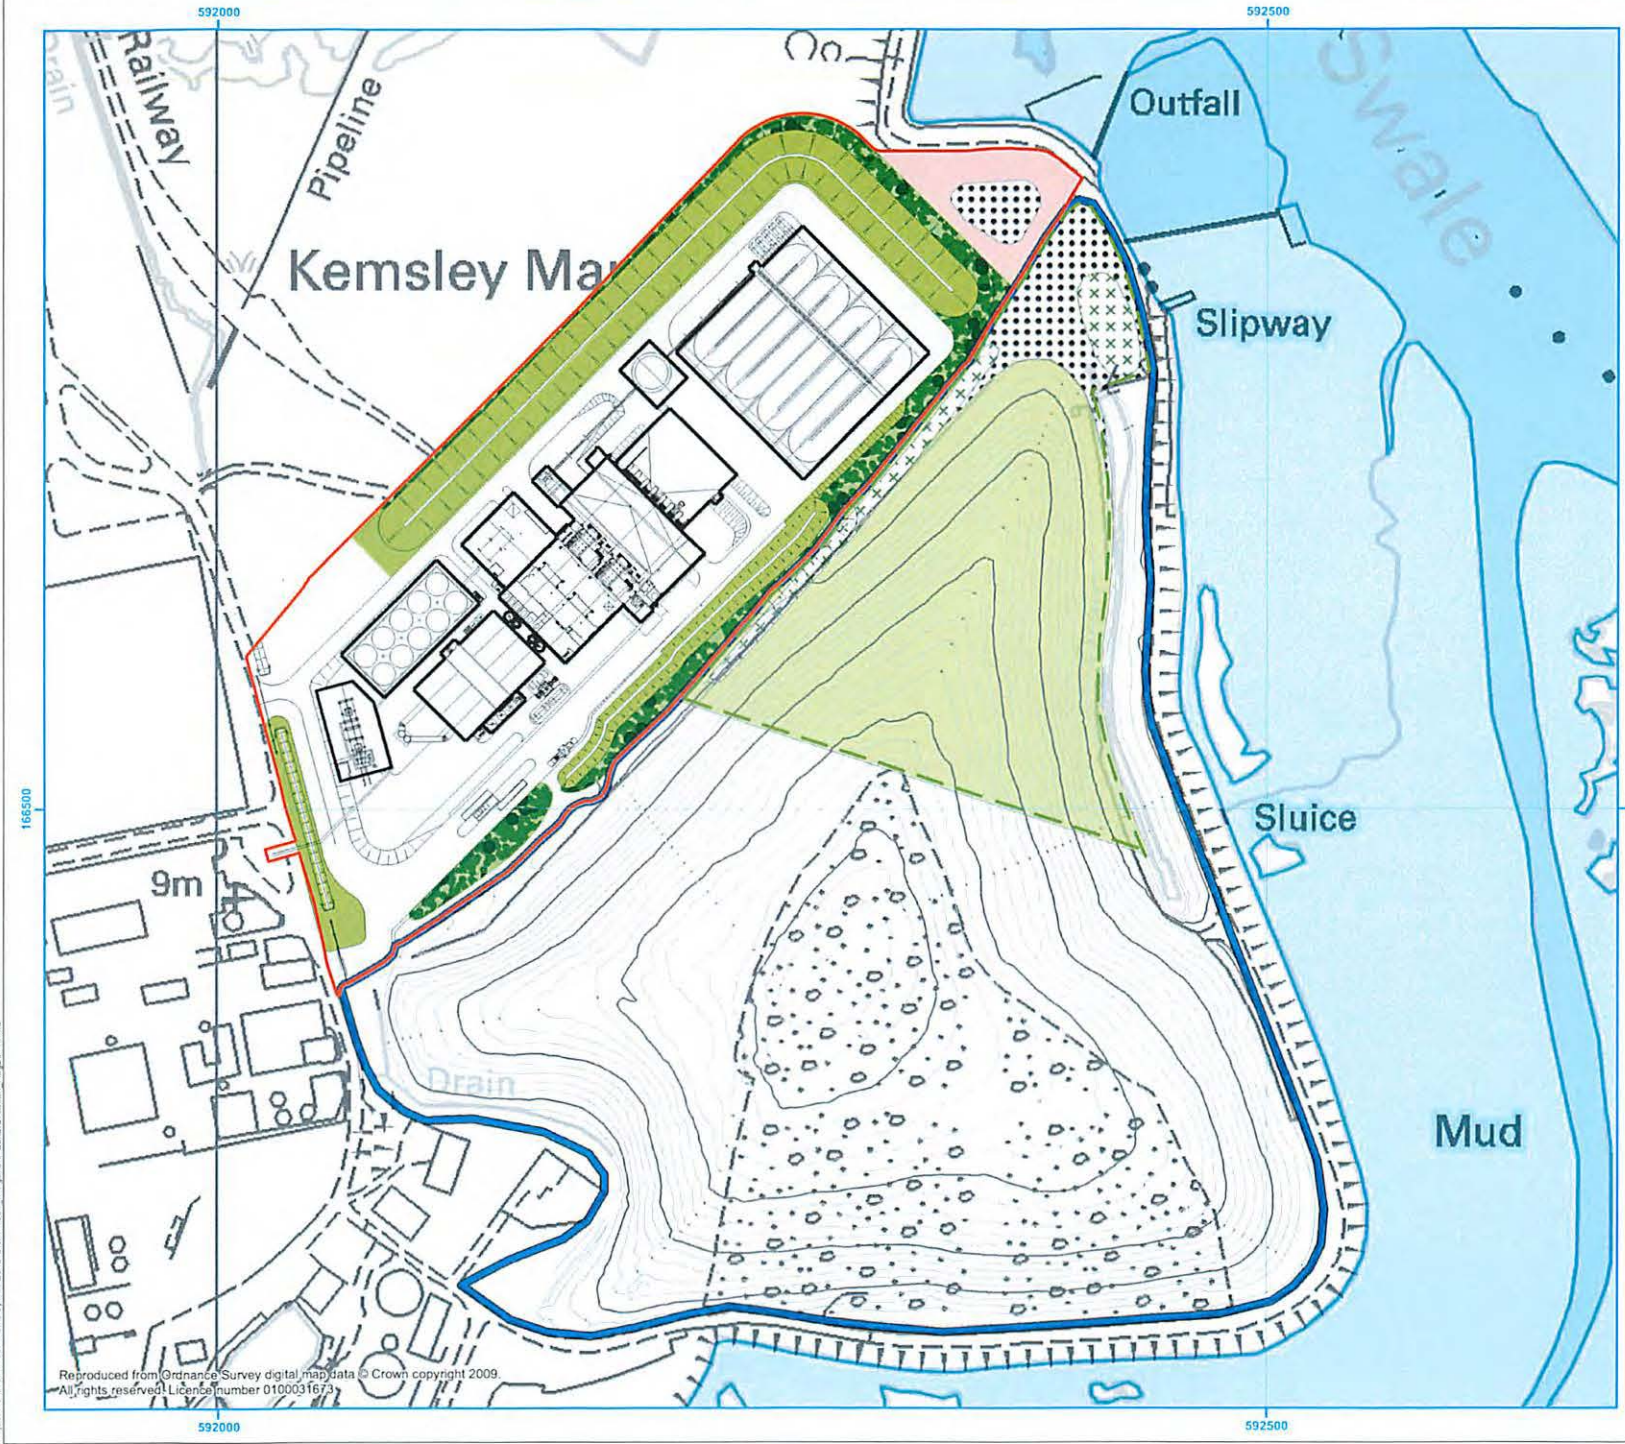 592000
592500
Railway
Pipeline
Outfall
Swale
Kemsley Ma
Slipway
166500
Sluice
9m
Drain
Mud
Reproduced from Ordnance Survey digital map data © Crown copyright 2009.
All rights reserved. Licence number 0100031673
592000
592500